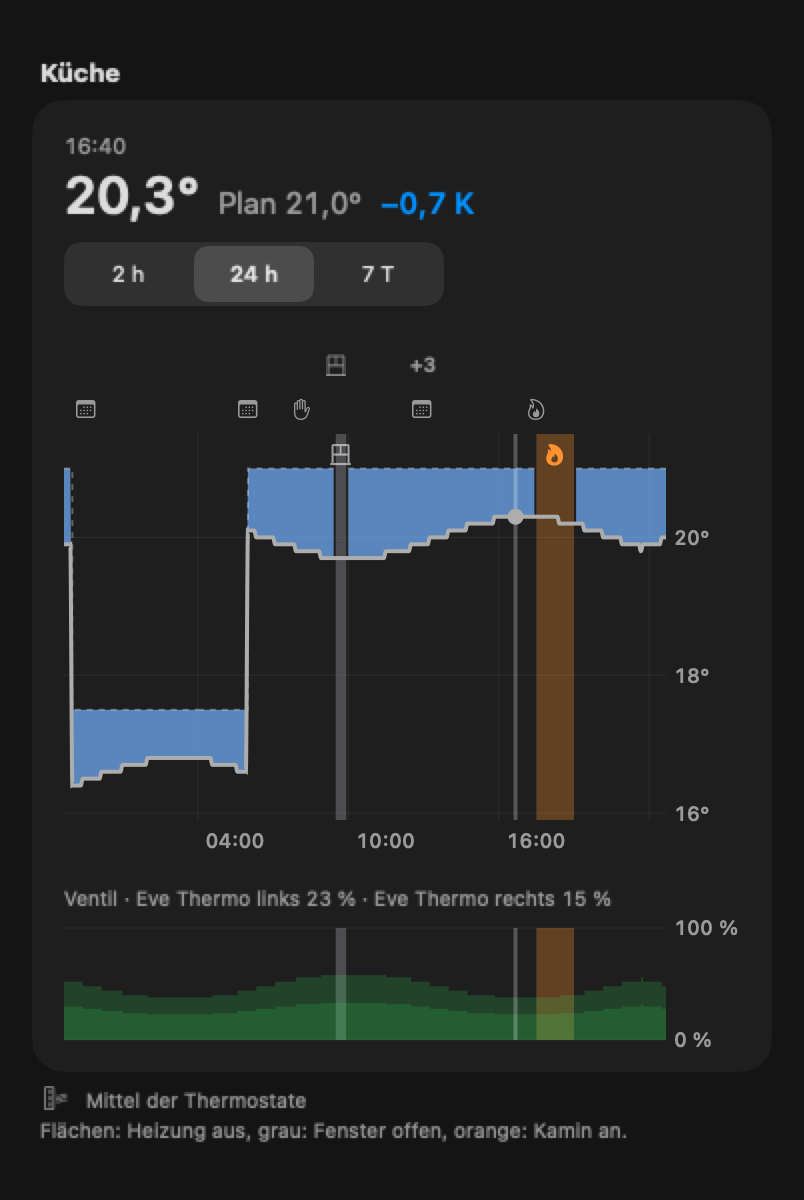 Küche
16:40
20,3° Plan 21,0° −0,7 K
2 h 24 h 7 T
+3
20°
18°
16°
04:00 10:00 16:00
Ventil · Eve Thermo links 23 % · Eve Thermo rechts 15 %
100 %
0 %
Mittel der Thermostate
Flächen: Heizung aus, grau: Fenster offen, orange: Kamin an.